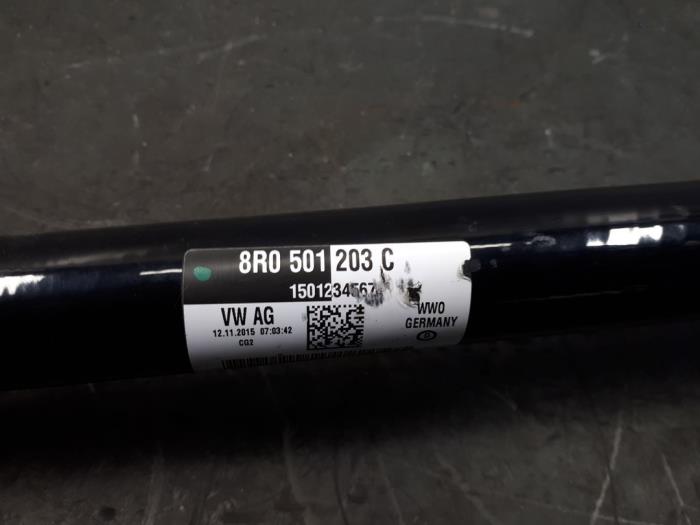 8R0 501 203 C
1501234567
VW AG
12.11.2015 07:03:42
CG2
WWO
GERMANY